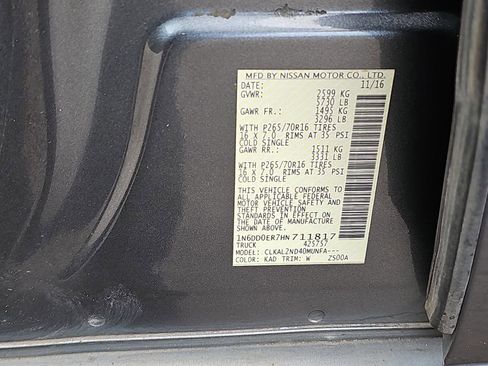 MFD BY NISSAN MOTOR CO., LTD.
DATE: 11/16
GVWR: 2599 KG
5730 LB
GAWR FR.: 1495 KG
3296 LB
WITH P265/70R16 TIRES
16 X 7.0 RIMS AT 35 PSI
COLD SINGLE
GAWR RR.: 1511 KG
3331 LB
WITH P265/70R16 TIRES
16 X 7.0 RIMS AT 35 PSI
COLD SINGLE
THIS VEHICLE CONFORMS TO
ALL APPLICABLE FEDERAL
MOTOR VEHICLE SAFETY AND
THEFT PREVENTION
STANDARDS IN EFFECT ON
THE DATE OF MANUFACTURE
SHOWN ABOVE.
1N6DD0ER7HN711817
TRUCK 425757
MODEL: CLKAL2ND40MUNFA---
COLOR: KAD TRIM: W Z500A